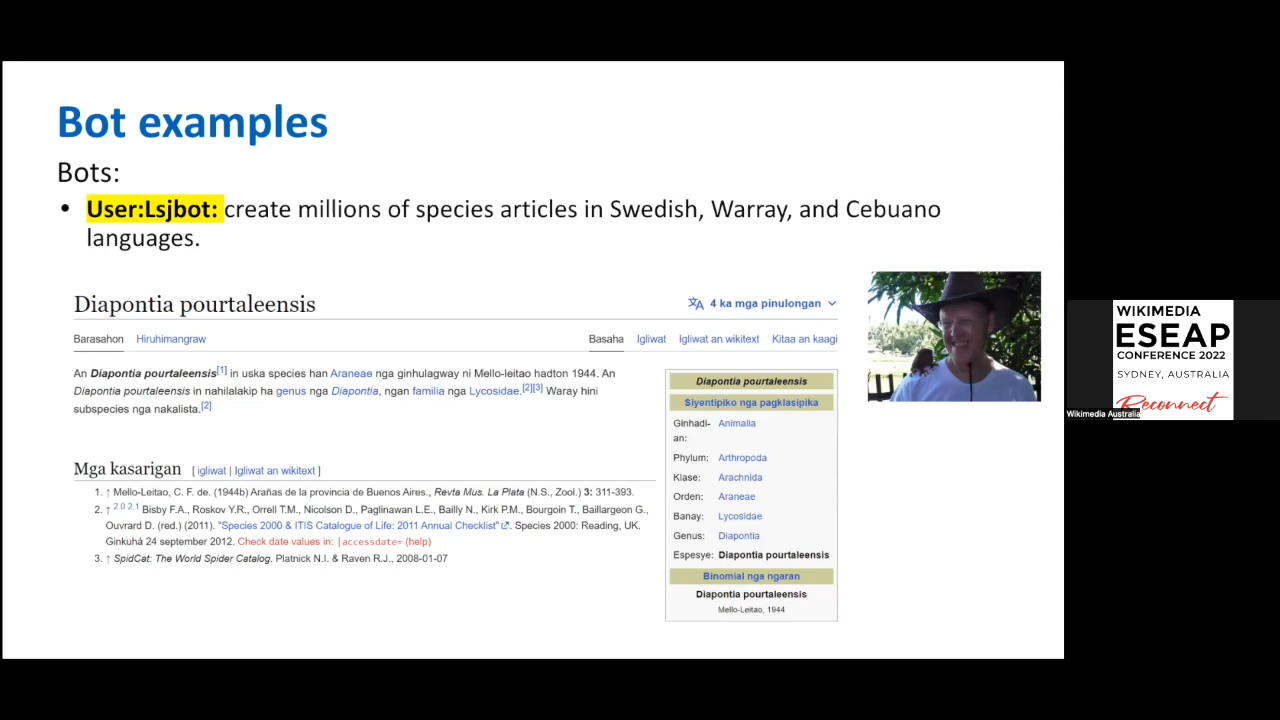 Bot examples
Bots:
• User:Lsjbot: create millions of species articles in Swedish, Warray, and Cebuano
languages.
Diapontia pourtaleensis
4 ka mga pinulongan
Barasahon Hiruhimangraw
Basaha Igliwat Igliwat an wikitext Kitaa an kaagi
An Diapontia pourtaleensis[1] in uska species han Araneae nga ginhulagway ni Mello-leitao hadton 1944. An
Diapontia pourtaleensis in nahilalakip ha genus nga Diapontia, ngan familia nga Lycosidae.[2][3] Waray hini
subspecies nga nakalista.[2]
Mga kasarigan [ igliwat | Igliwat an wikitext ]
1. ↑ Mello-Leitao, C. F. de. (1944b) Arañas de la provincia de Buenos Aires., Revta Mus. La Plata (N.S., Zool.) 3: 311-393.
2. ↑ 2.0 2.1 Bisby F.A., Roskov Y.R., Orrell T.M., Nicolson D., Paglinawan L.E., Bailly N., Kirk P.M., Bourgoin T., Baillargeon G.,
Ouvrard D. (red.) (2011). "Species 2000 & ITIS Catalogue of Life: 2011 Annual Checklist". Species 2000: Reading, UK.
Ginkuhà 24 september 2012. Check date values in: |accessdate= (help)
3. ↑ SpidCat: The World Spider Catalog. Platnick N.I. & Raven R.J., 2008-01-07
Diapontia pourtaleensis
Siyentipiko nga pagklasipika
Ginhadi-
an: Animalia
Phylum: Arthropoda
Klase: Arachnida
Orden: Araneae
Banay: Lycosidae
Genus: Diapontia
Espesye: Diapontia pourtaleensis
Binomial nga ngaran
Diapontia pourtaleensis
Mello-Leitao, 1944
WIKIMEDIA
ESEAP
CONFERENCE 2022
SYDNEY, AUSTRALIA
Reconnect
Wikimedia Australia